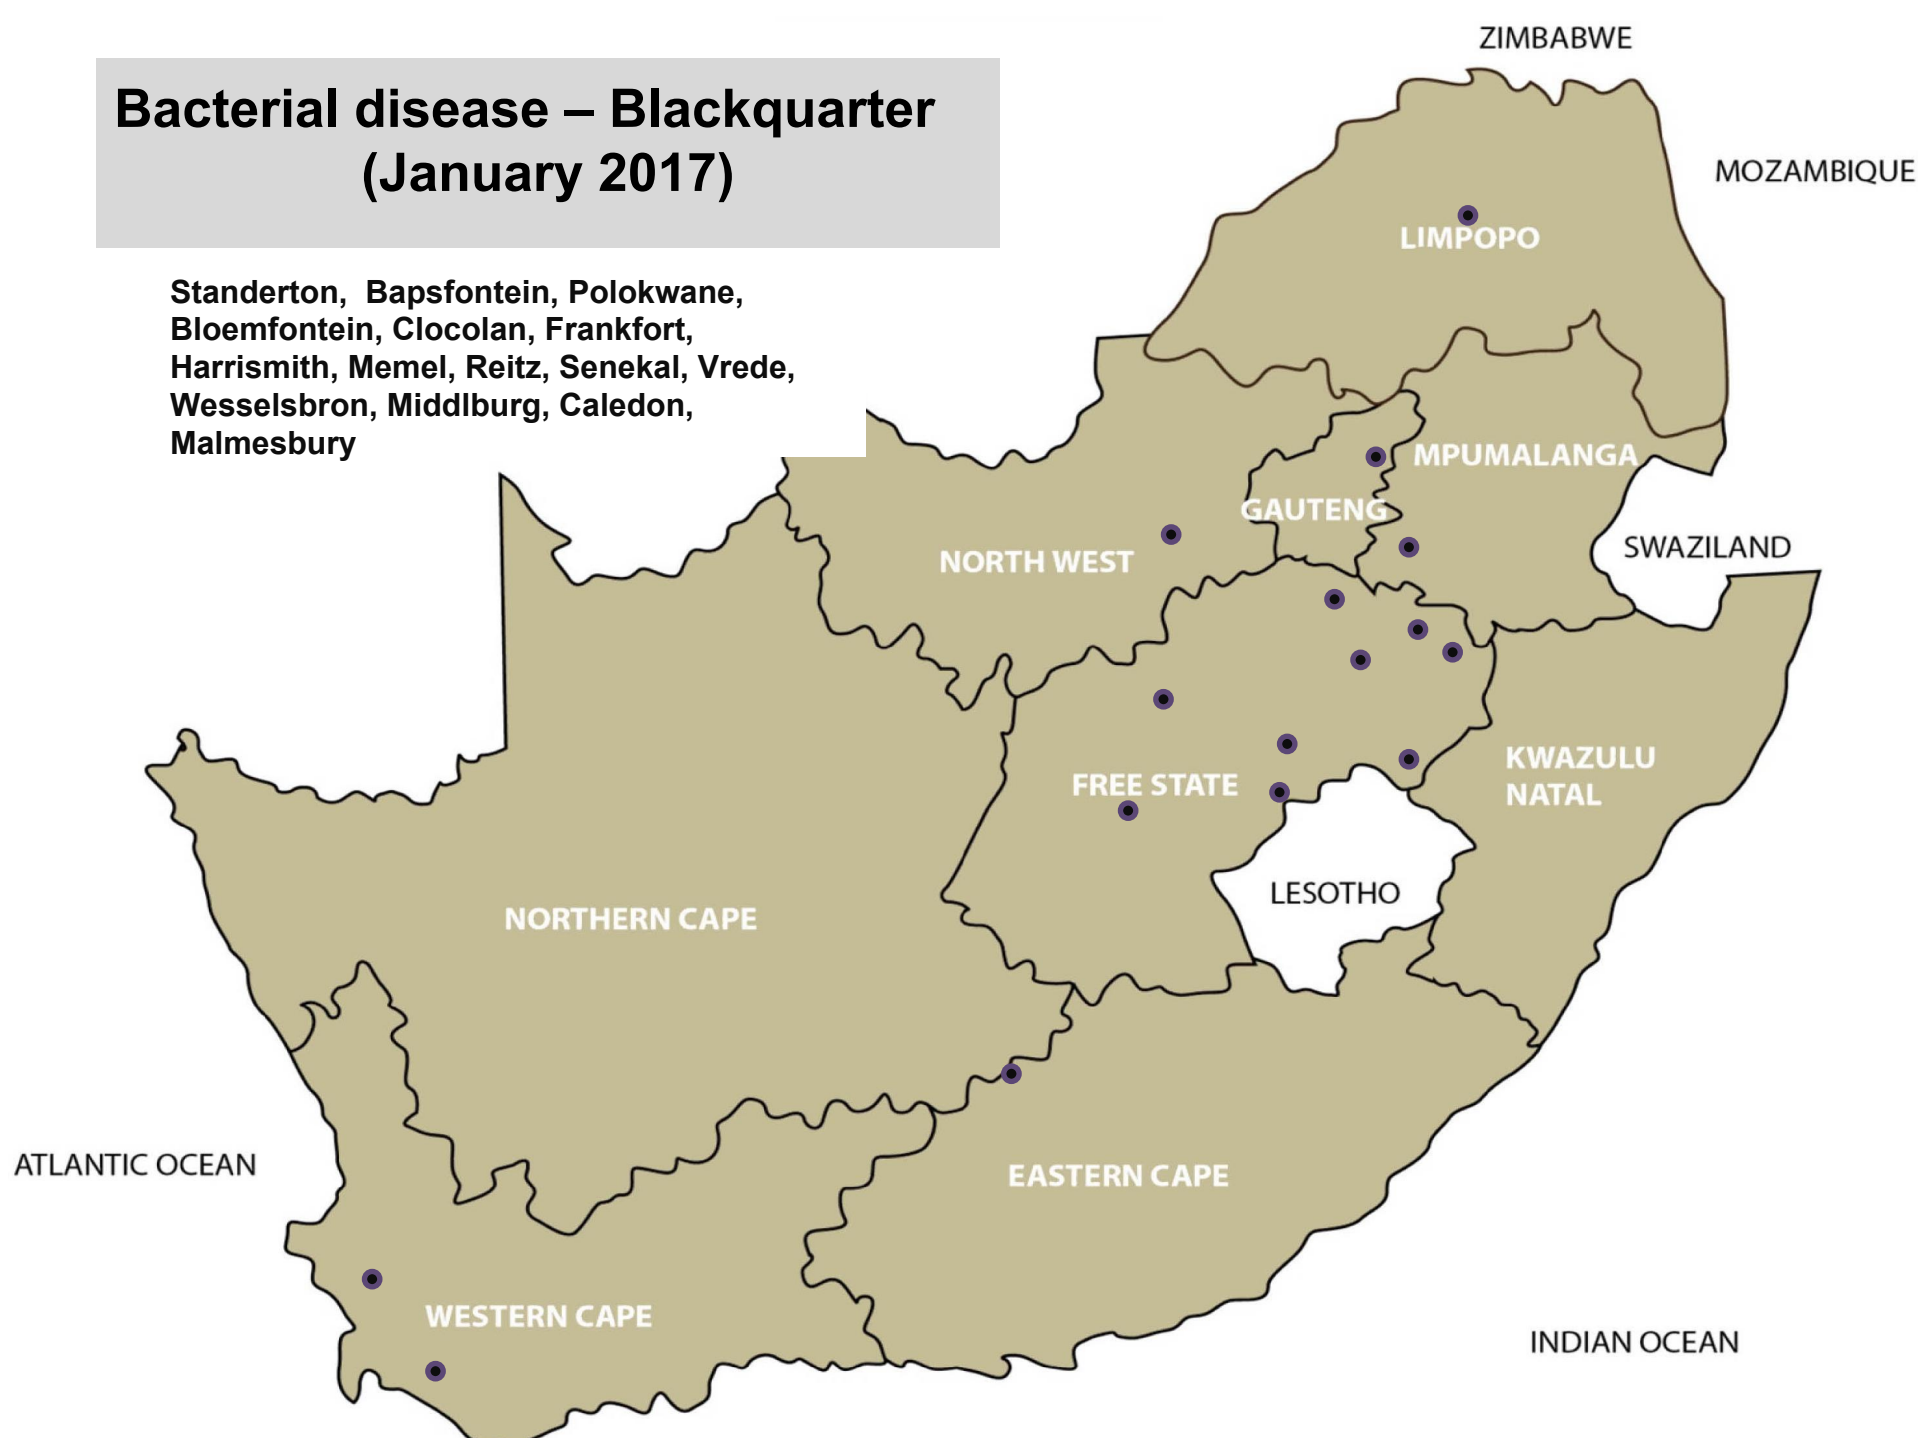 ZIMBABWE
Bacterial disease – Blackquarter
(January 2017)
MOZAMBIQUE
LIMPOPO
Standerton,  Bapsfontein, Polokwane,
Bloemfontein, Clocolan, Frankfort,
Harrismith, Memel, Reitz, Senekal, Vrede,
Wesselsbron, Middlburg, Caledon,
Malmesbury
MPUMALANGA
GAUTENG
SWAZILAND
NORTH WEST
KWAZULU
NATAL
FREE STATE
LESOTHO
NORTHERN CAPE
ATLANTIC OCEAN
EASTERN CAPE
WESTERN CAPE
INDIAN OCEAN